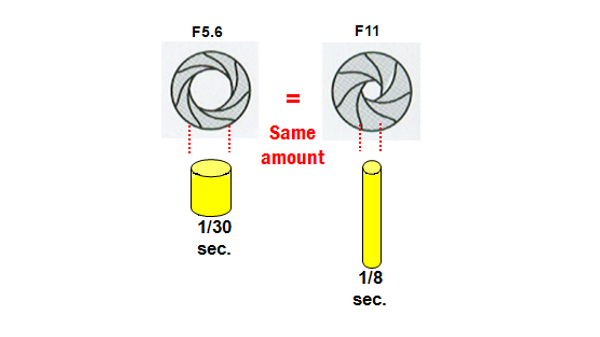 F5.6
F11
=
Same
amount
1/30
sec.
1/8
sec.